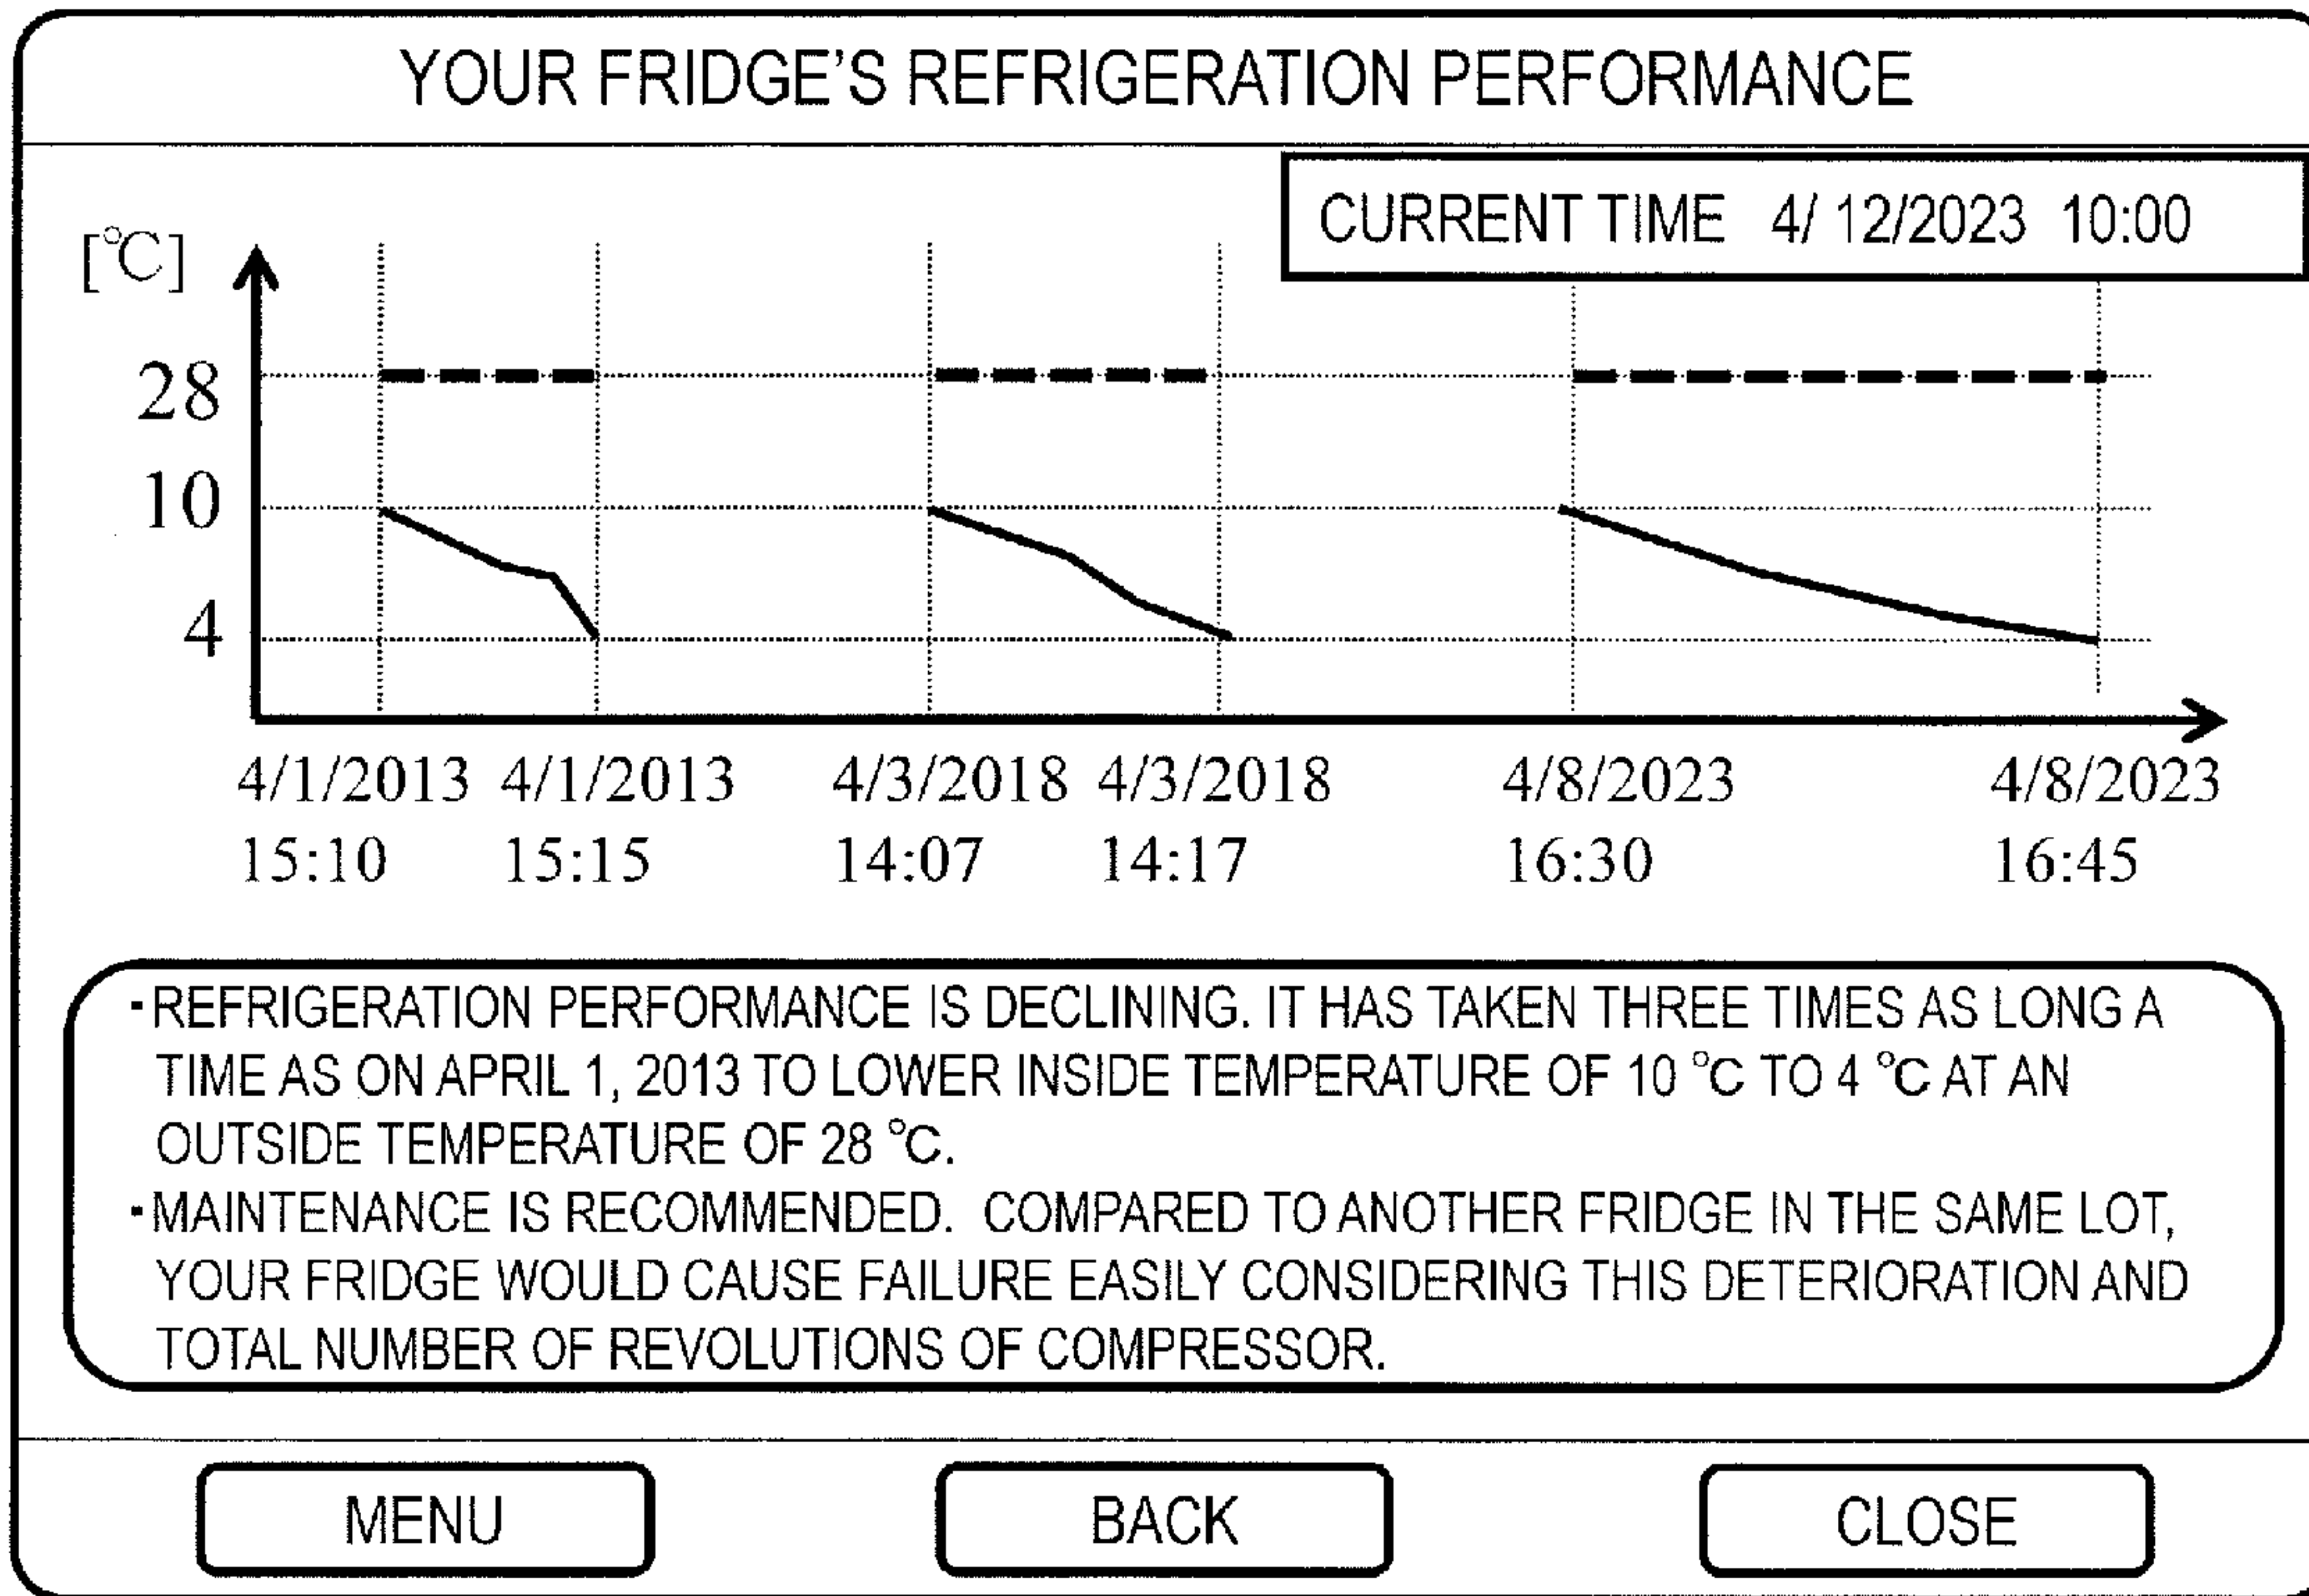 YOUR FRIDGE'S REFRIGERATION PERFORMANCE
CURRENT TIME 4/ 12/2023 10:00
[℃]
28
10
4
4/1/2013 4/1/2013 4/3/2018 4/3/2018 4/8/2023 4/8/2023
15:10 15:15 14:07 14:17 16:30 16:45
・REFRIGERATION PERFORMANCE IS DECLINING. IT HAS TAKEN THREE TIMES AS LONG A
TIME AS ON APRIL 1, 2013 TO LOWER INSIDE TEMPERATURE OF 10 ℃ TO 4 ℃ AT AN
OUTSIDE TEMPERATURE OF 28 ℃.
・MAINTENANCE IS RECOMMENDED. COMPARED TO ANOTHER FRIDGE IN THE SAME LOT,
YOUR FRIDGE WOULD CAUSE FAILURE EASILY CONSIDERING THIS DETERIORATION AND
TOTAL NUMBER OF REVOLUTIONS OF COMPRESSOR.
MENU BACK CLOSE